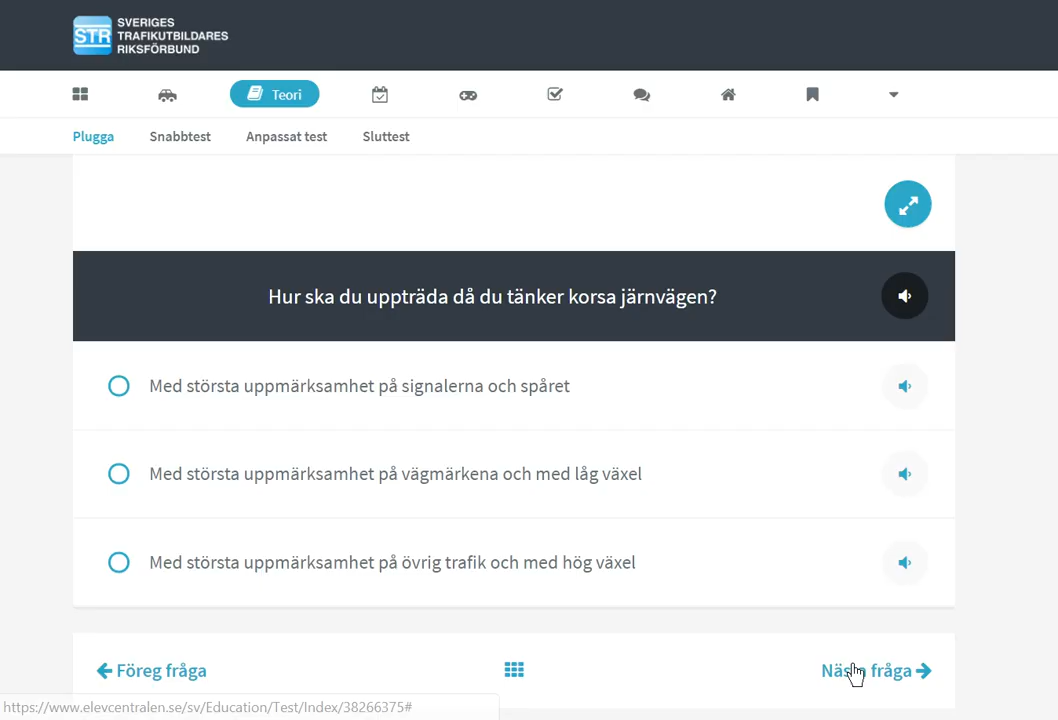 STR
SVERIGES
TRAFIKUTBILDARES
RIKSFÖRBUND
Teori
Plugga Snabbtest Anpassat test Sluttest
Hur ska du uppträda då du tänker korsa järnvägen?
Med största uppmärksamhet på signalerna och spåret
Med största uppmärksamhet på vägmärkena och med låg växel
Med största uppmärksamhet på övrig trafik och med hög växel
Föreg fråga
Nästa fråga
https://www.elevcentralen.se/sv/Education/Test/Index/38266375#